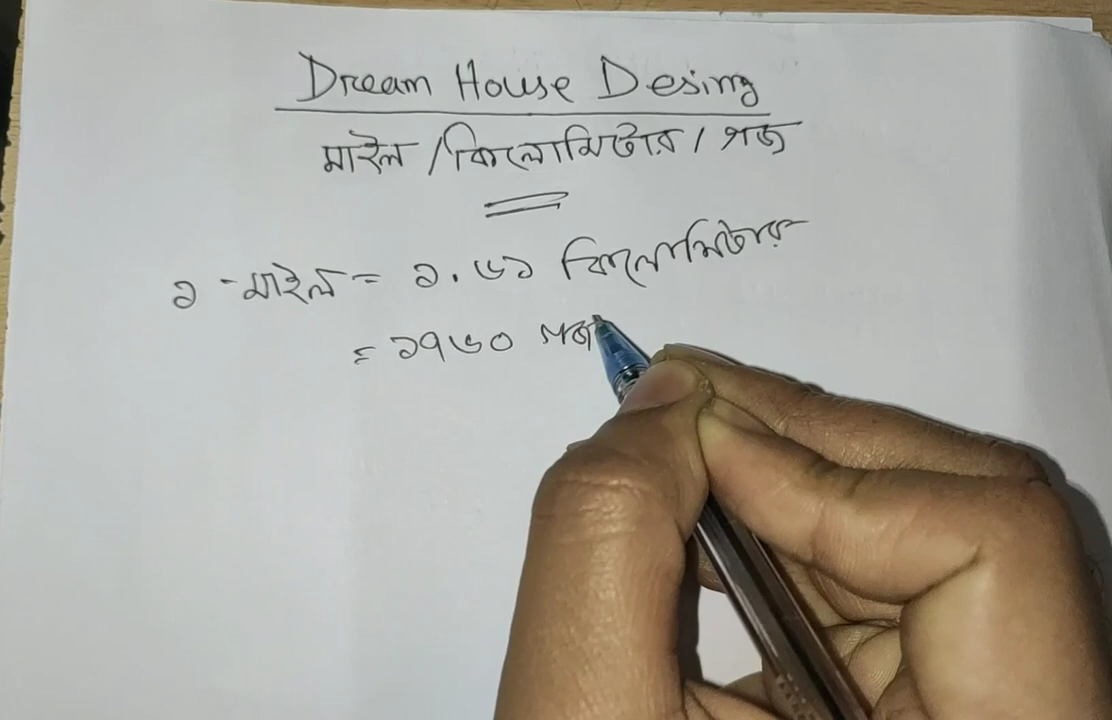 Dream House Desing
মাইল / কিলোমিটার / গজ
১ - মাইল = ১.৬১ কিলোমিটার
= ১৭৬০ গজ